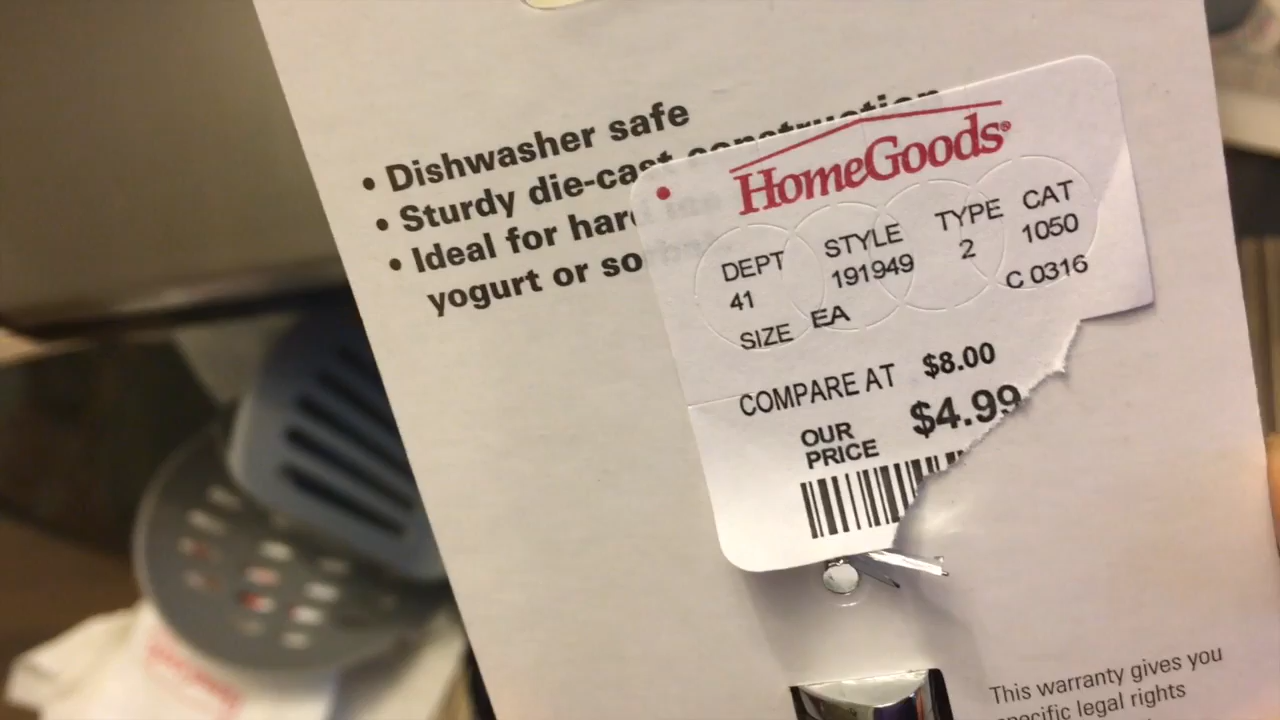 • Dishwasher safe
• Sturdy die-cast construction
• Ideal for hard
yogurt or so
HomeGoods®
DEPT STYLE TYPE CAT
41 191949 2 1050
SIZE EA C 0316
COMPARE AT $8.00
OUR PRICE $4.99
This warranty gives you
specific legal rights